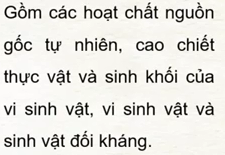 Gồm các hoạt chất nguồn
gốc tự nhiên, cao chiết
thực vật và sinh khối của
vi sinh vật, vi sinh vật và
sinh vật đối kháng.